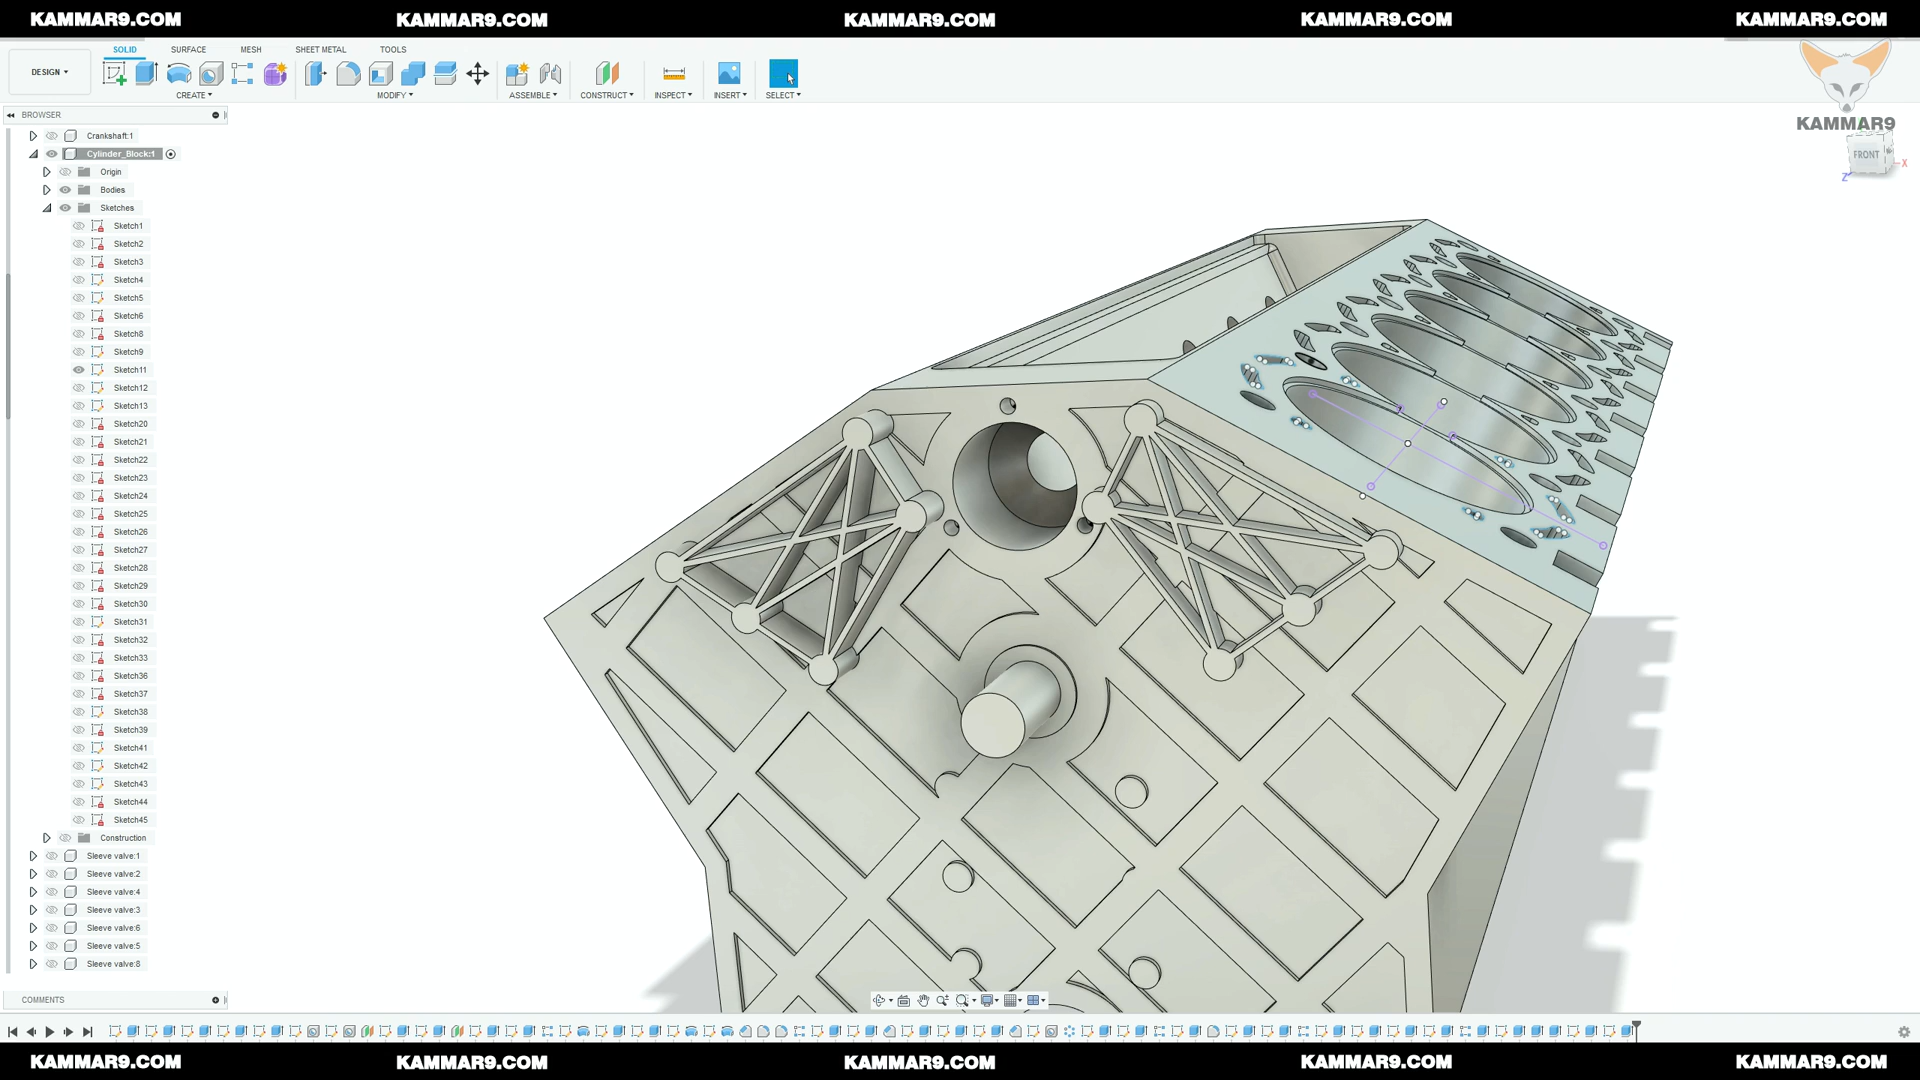 KAMMAR9.COM KAMMAR9.COM KAMMAR9.COM KAMMAR9.COM KAMMAR9.COM
SOLID SURFACE MESH SHEET METAL TOOLS
DESIGN
CREATE MODIFY ASSEMBLE CONSTRUCT INSPECT INSERT SELECT
BROWSER
KAMMAR9
FRONT
X
Z
Crankshaft:1
Cylinder_Block:1
Origin
Bodies
Sketches
Sketch1
Sketch2
Sketch3
Sketch4
Sketch5
Sketch6
Sketch8
Sketch9
Sketch11
Sketch12
Sketch13
Sketch20
Sketch21
Sketch22
Sketch23
Sketch24
Sketch25
Sketch26
Sketch27
Sketch28
Sketch29
Sketch30
Sketch31
Sketch32
Sketch33
Sketch36
Sketch37
Sketch38
Sketch39
Sketch41
Sketch42
Sketch43
Sketch44
Sketch45
Construction
Sleeve valve:1
Sleeve valve:2
Sleeve valve:4
Sleeve valve:3
Sleeve valve:6
Sleeve valve:5
Sleeve valve:8
COMMENTS
KAMMAR9.COM KAMMAR9.COM KAMMAR9.COM KAMMAR9.COM KAMMAR9.COM